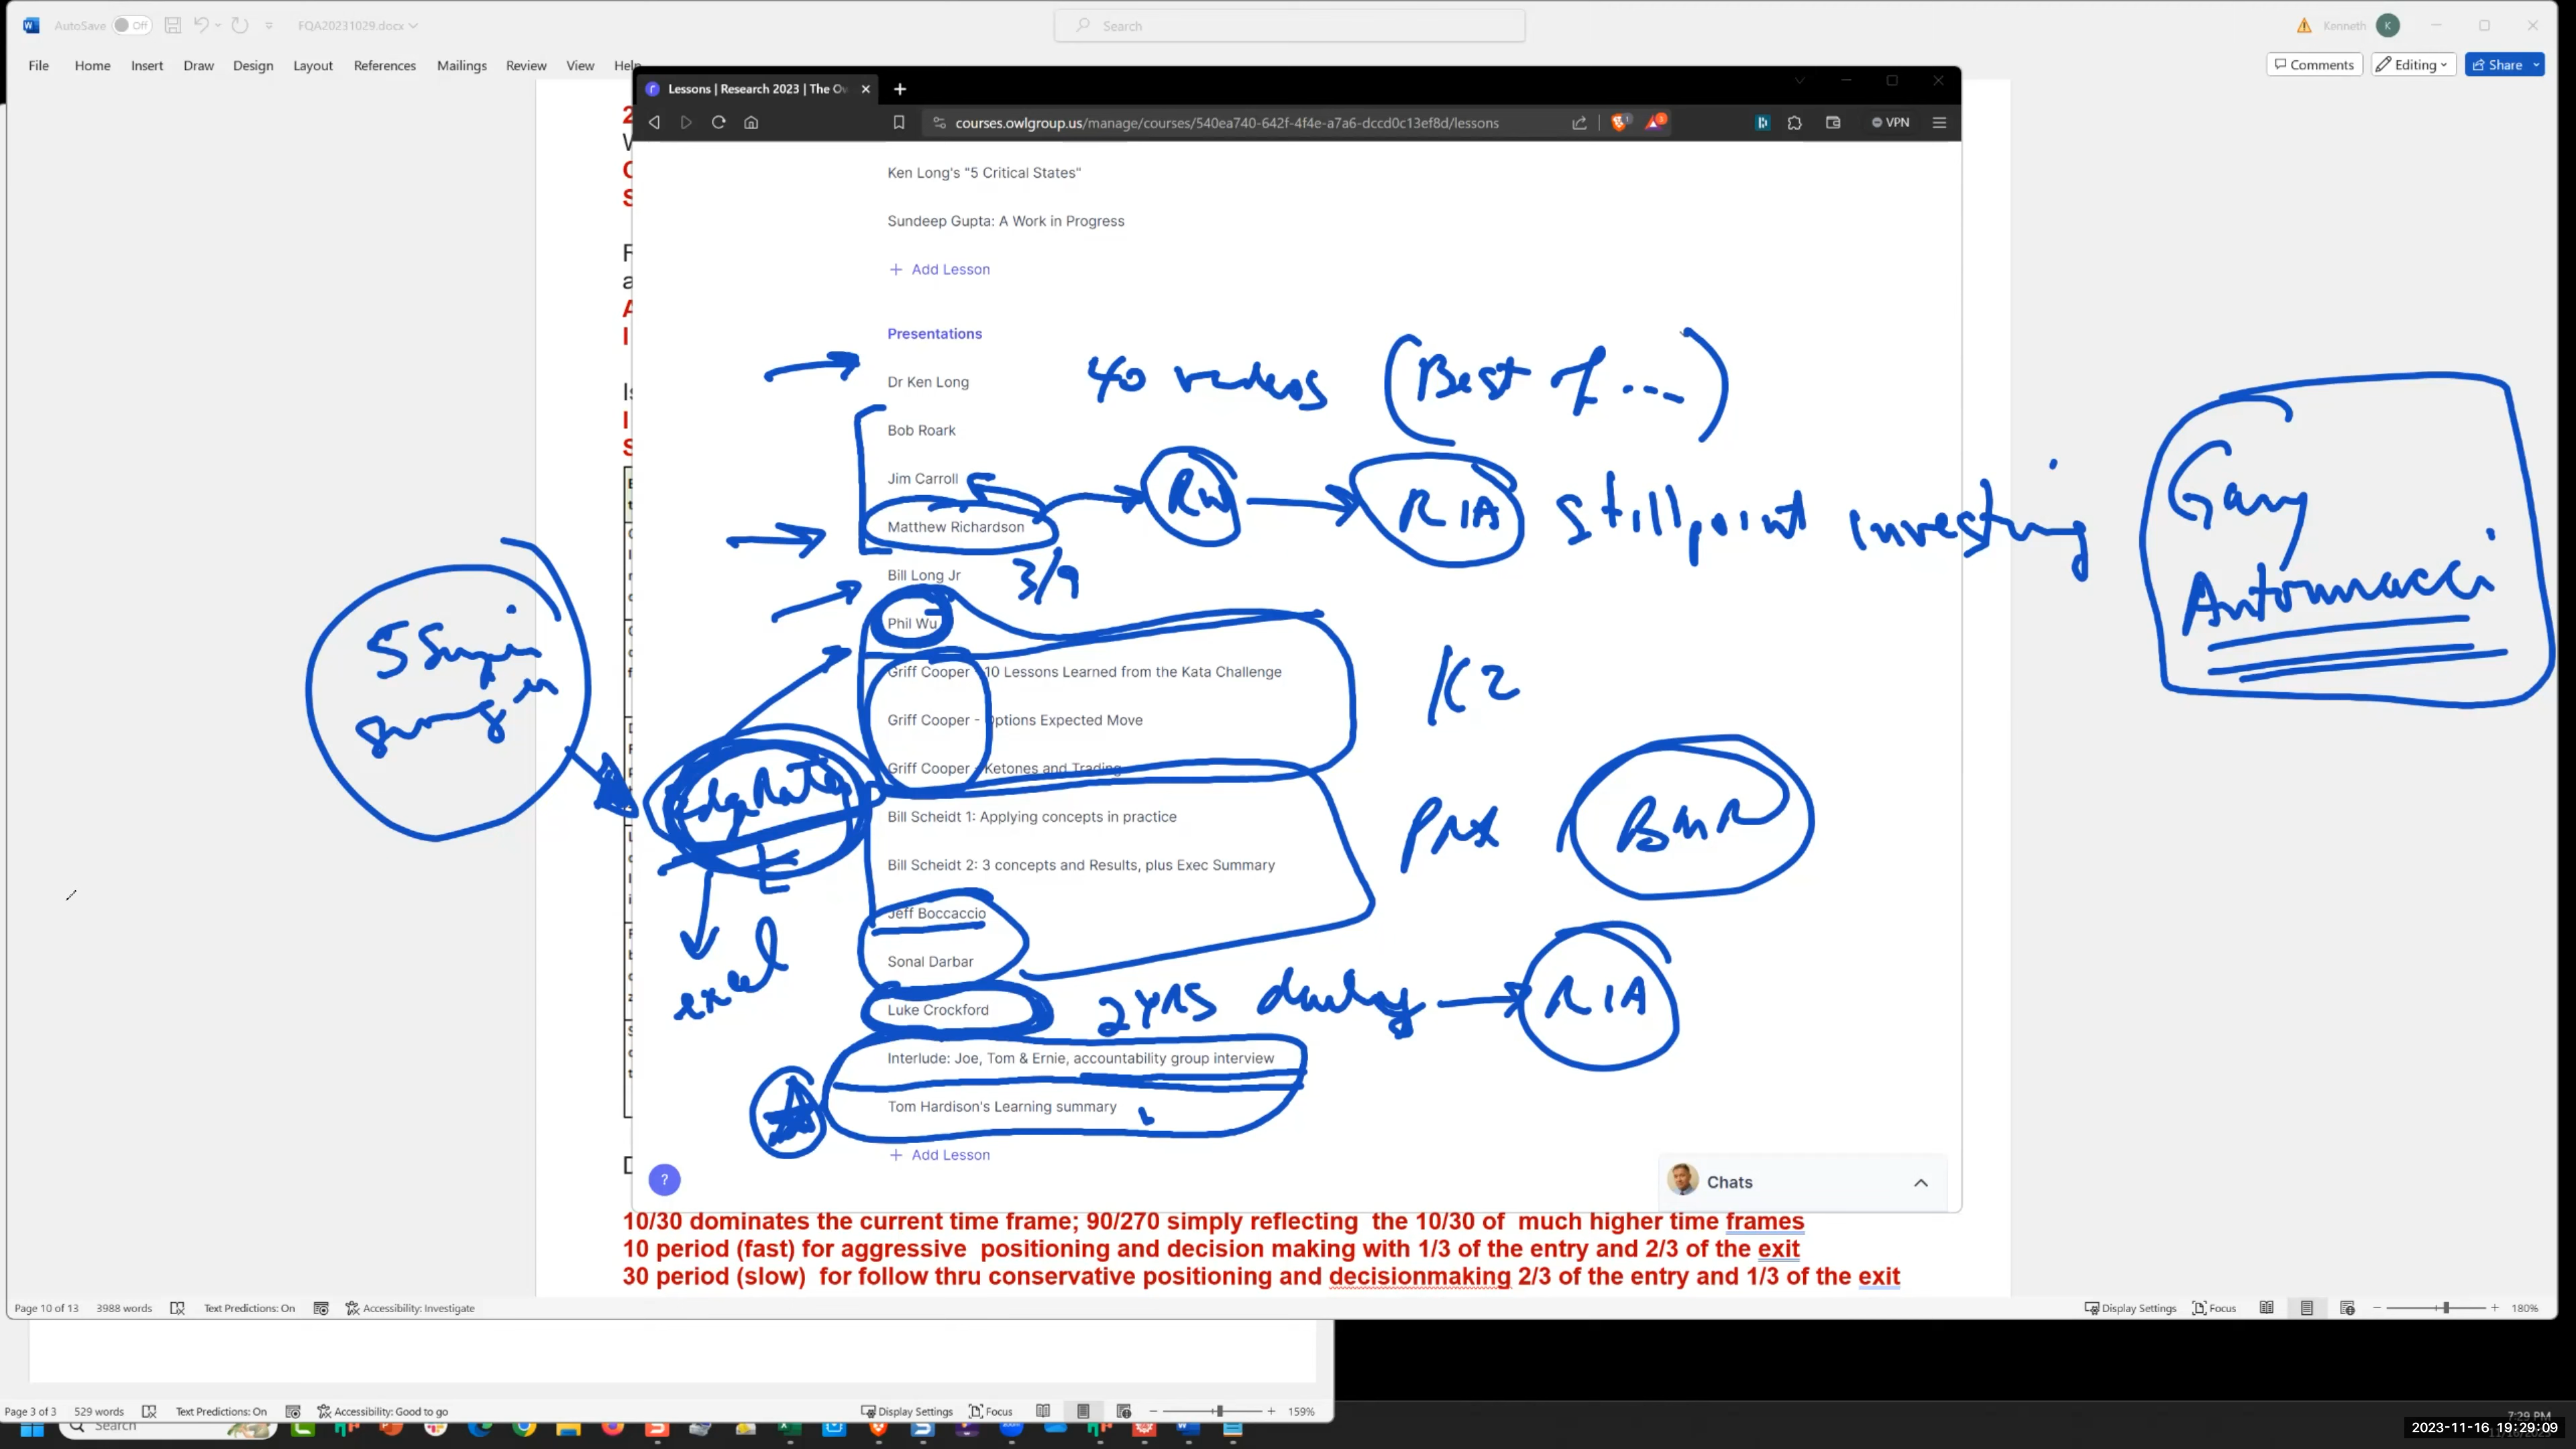 AutoSave Off FQA20231029.docx Search Kenneth K
File Home Insert Draw Design Layout References Mailings Review View Help Comments Editing Share
Lessons | Research 2023 | The Ow
courses.owlgroup.us/manage/courses/540ea740-642f-4f4e-a7a6-dccd0c13ef8d/lessons VPN
Ken Long's "5 Critical States"
Sundeep Gupta: A Work in Progress
+ Add Lesson
Presentations
Dr Ken Long 40 videos (Best of ...)
Bob Roark
Jim Carroll RW RIA Stillpoint investing
Matthew Richardson
Gary
Bill Long Jr 3/9
Phil Wu
Griff Cooper - 10 Lessons Learned from the Kata Challenge
K2
Griff Cooper - Options Expected Move
Griff Cooper - Ketones and Trading
Bill Scheidt 1: Applying concepts in practice
BMR
Bill Scheidt 2: 3 concepts and Results, plus Exec Summary
Jeff Boccaccio
Sonal Darbar
excel
Luke Crockford 2 YRS RIA
Interlude: Joe, Tom & Ernie, accountability group interview
Tom Hardison's Learning summary
+ Add Lesson
? Chats
10/30 dominates the current time frame; 90/270 simply reflecting the 10/30 of much higher time frames
10 period (fast) for aggressive positioning and decision making with 1/3 of the entry and 2/3 of the exit
30 period (slow) for follow thru conservative positioning and decisionmaking 2/3 of the entry and 1/3 of the exit
Page 10 of 13 3988 words Text Predictions: On Accessibility: Investigate Display Settings Focus 180%
Page 3 of 3 529 words Text Predictions: On Accessibility: Good to go Display Settings Focus 159%
Search
7:29 PM
2023-11-16 19:29:09